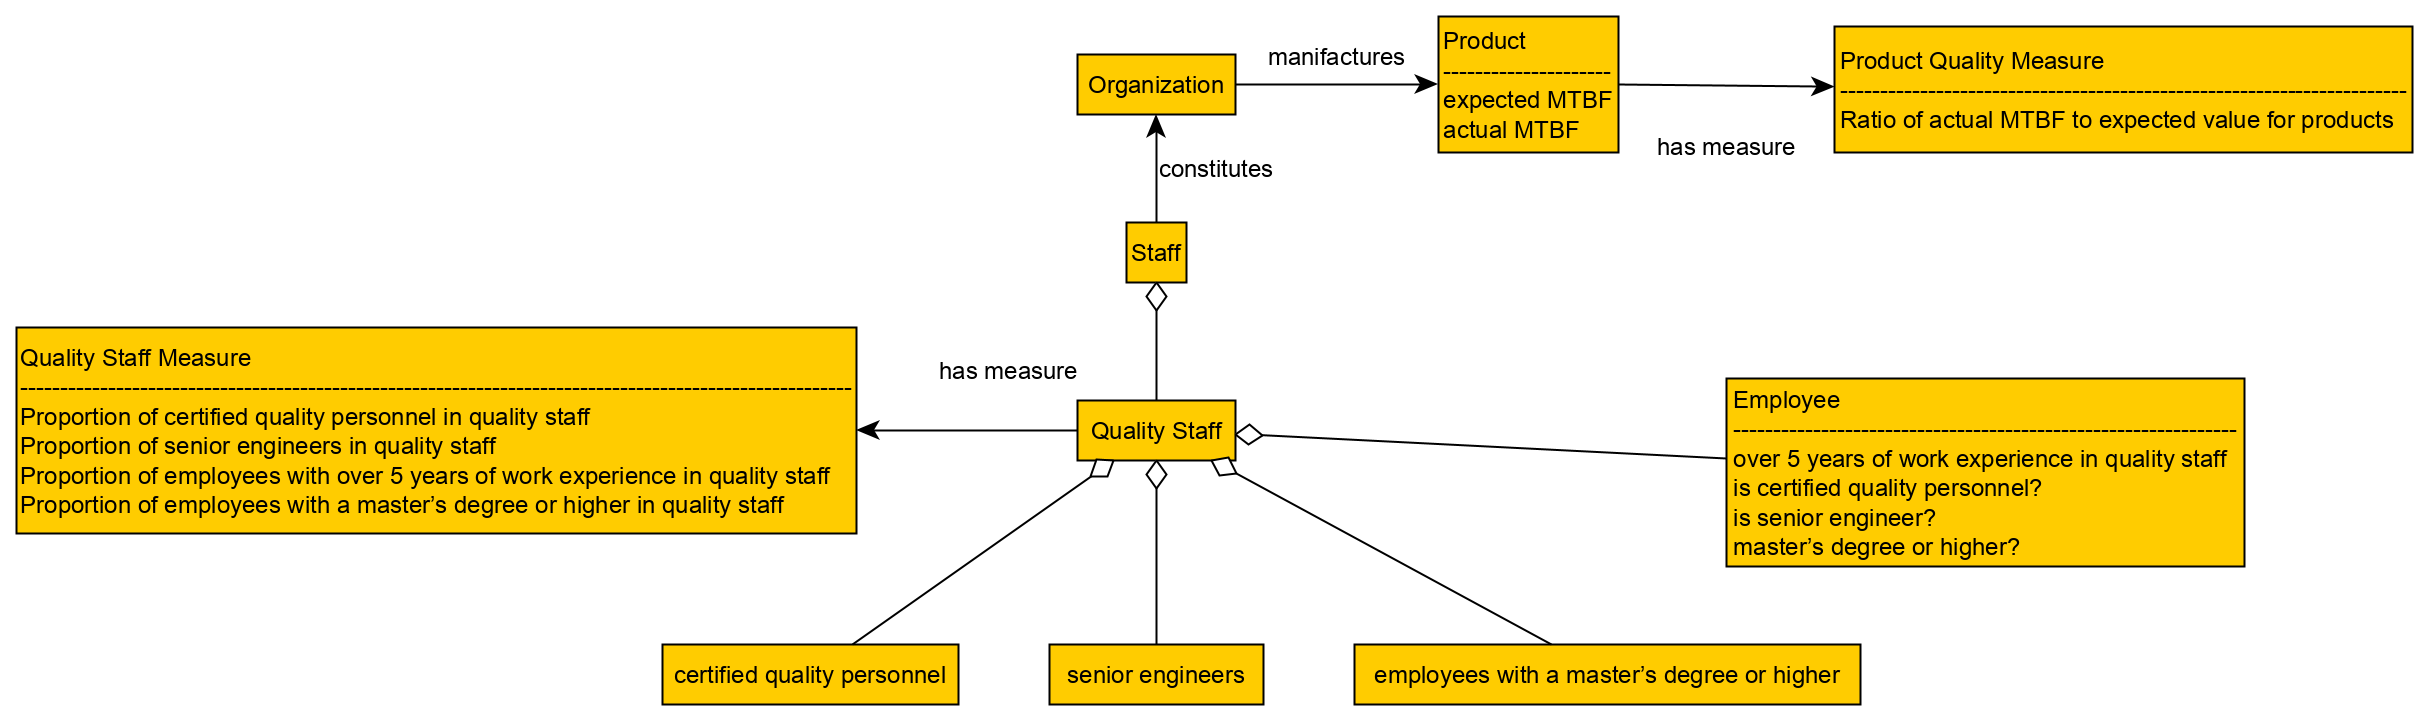 Organization
manifactures
Product
---------------------
expected MTBF
actual MTBF
has measure
Product Quality Measure
-----------------------------------------------------------------------
Ratio of actual MTBF to expected value for products
constitutes
Staff
Quality Staff Measure
--------------------------------------------------------------------------------------------------------
Proportion of certified quality personnel in quality staff
Proportion of senior engineers in quality staff
Proportion of employees with over 5 years of work experience in quality staff
Proportion of employees with a master’s degree or higher in quality staff
has measure
Quality Staff
Employee
---------------------------------------------------------------
over 5 years of work experience in quality staff
is certified quality personnel?
is senior engineer?
master’s degree or higher?
certified quality personnel
senior engineers
employees with a master’s degree or higher